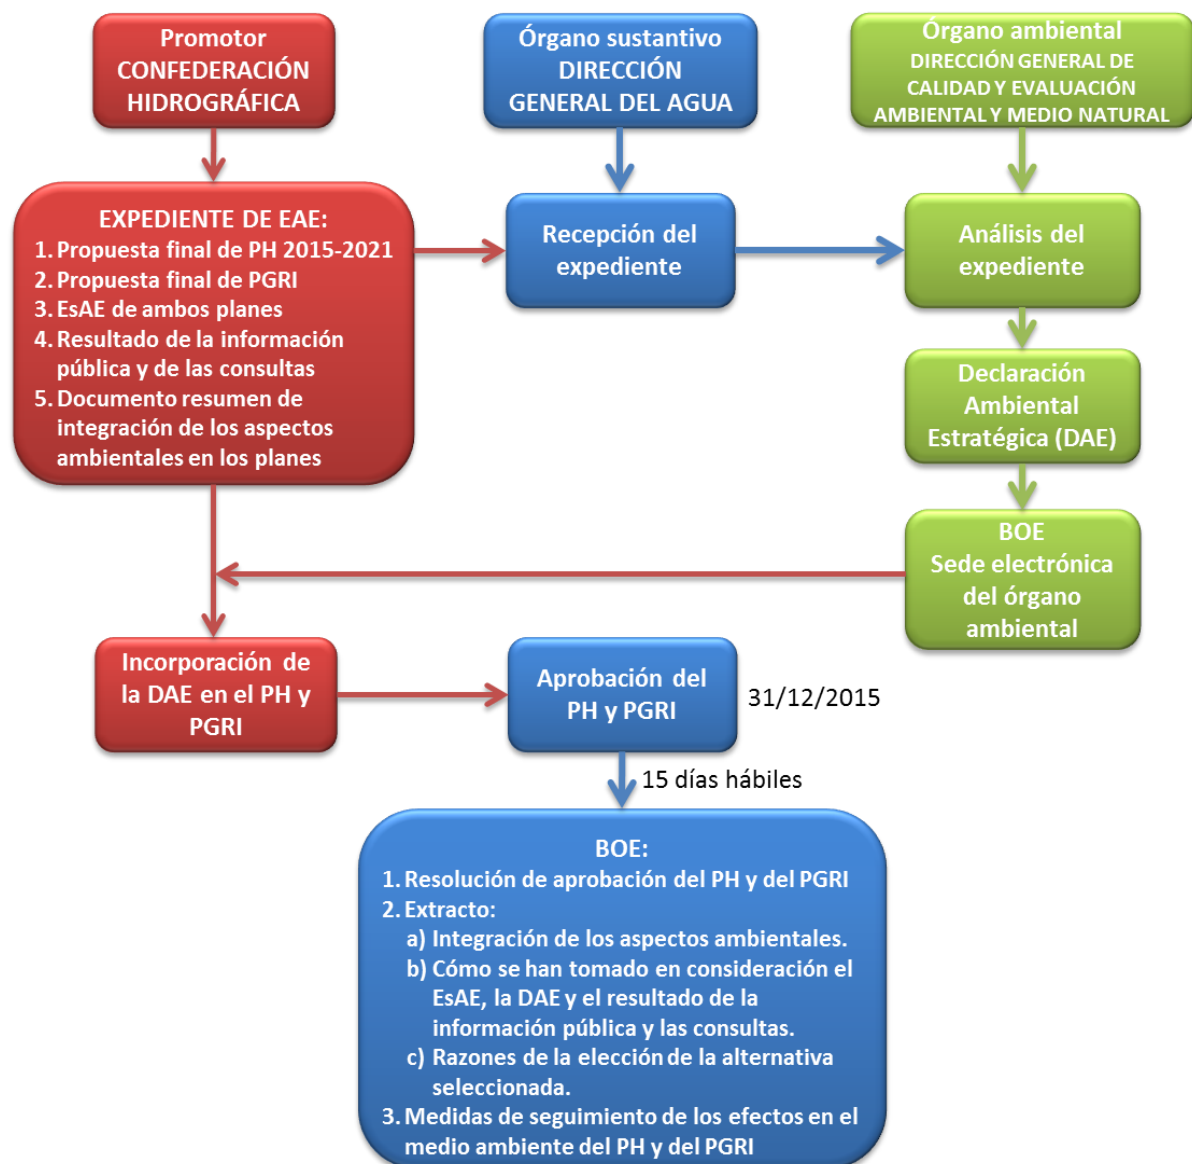 Promotor
CONFEDERACIÓN
HIDROGRÁFICA
Órgano sustantivo
DIRECCIÓN
GENERAL DEL AGUA
Órgano ambiental
DIRECCIÓN GENERAL DE
CALIDAD Y EVALUACIÓN
AMBIENTAL Y MEDIO NATURAL
EXPEDIENTE DE EAE:
1. Propuesta final de PH 2015-2021
2. Propuesta final de PGRI
3. EsAE de ambos planes
4. Resultado de la información
pública y de las consultas
5. Documento resumen de
integración de los aspectos
ambientales en los planes
Recepción del
expediente
Análisis del
expediente
Declaración
Ambiental
Estratégica (DAE)
BOE
Sede electrónica
del órgano
ambiental
Incorporación de
la DAE en el PH y
PGRI
Aprobación del
PH y PGRI
31/12/2015
15 días hábiles
BOE:
1. Resolución de aprobación del PH y del PGRI
2. Extracto:
a) Integración de los aspectos ambientales.
b) Cómo se han tomado en consideración el
EsAE, la DAE y el resultado de la
información pública y las consultas.
c) Razones de la elección de la alternativa
seleccionada.
3. Medidas de seguimiento de los efectos en el
medio ambiente del PH y del PGRI